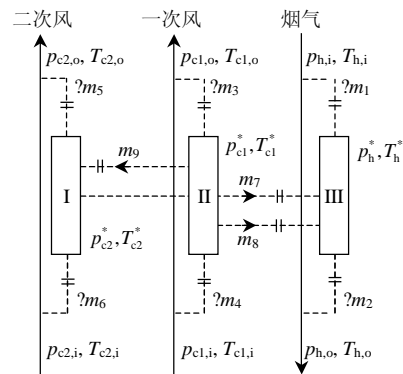 二次风 一次风 烟气
p_{c2,o}, T_{c2,o} p_{c1,o}, T_{c1,o} p_{h,i}, T_{h,i}
?m_5 ?m_3 ?m_1
p_{c1}^*, T_{c1}^* p_h^*, T_h^*
m_9
m_7
I II III
m_8
p_{c2}^*, T_{c2}^*
?m_6 ?m_4 ?m_2
p_{c2,i}, T_{c2,i} p_{c1,i}, T_{c1,i} p_{h,o}, T_{h,o}